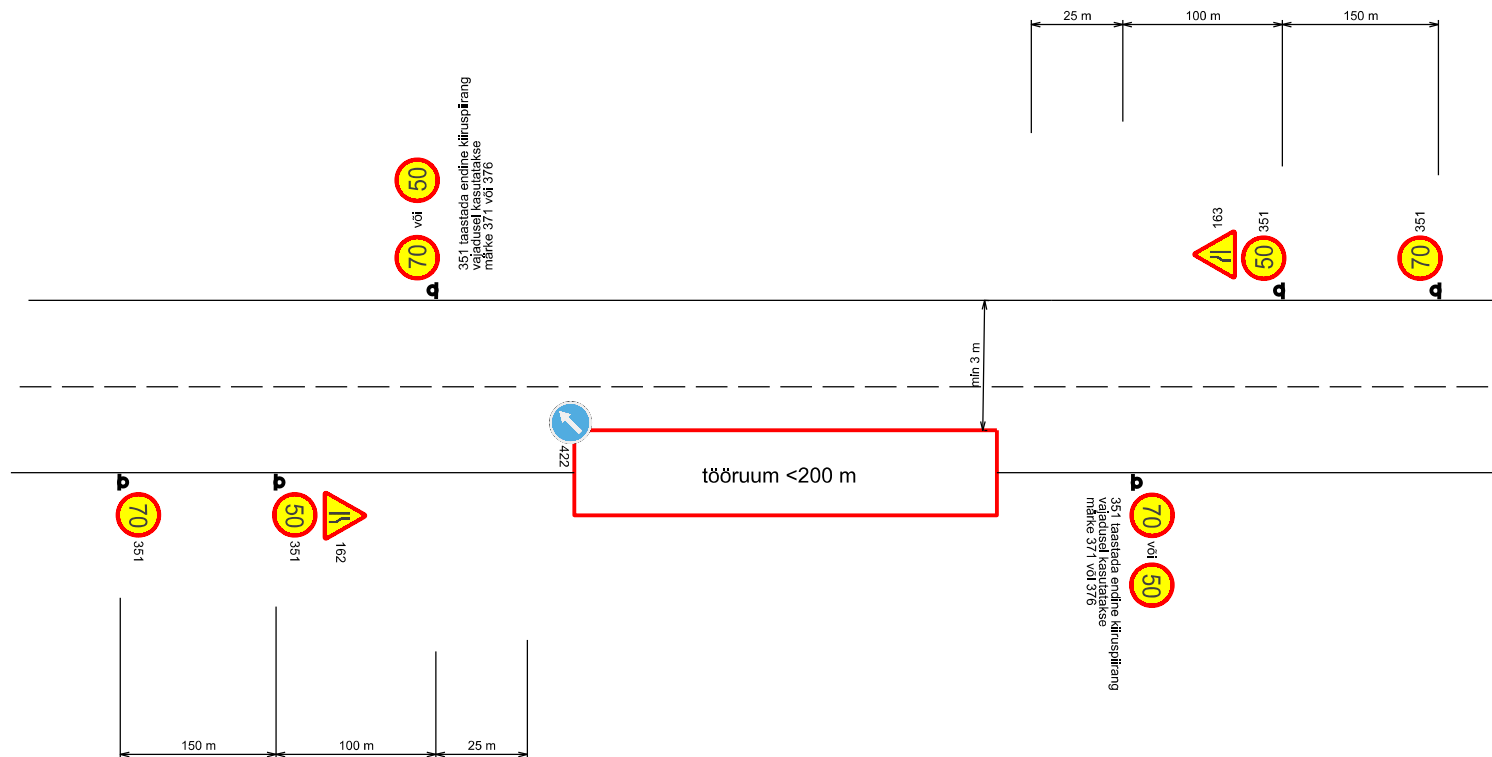 25 m
100 m
150 m
50
või
70
351 taastada endine kiiruspiirang
vajadusel kasutatakse
märke 371 või 376
163
50
351
70
351
min 3 m
422
tööruum <200 m
70
351
50
351
162
70
või
50
351 taastada endine kiiruspiirang
vajadusel kasutatakse
märke 371 või 376
150 m
100 m
25 m